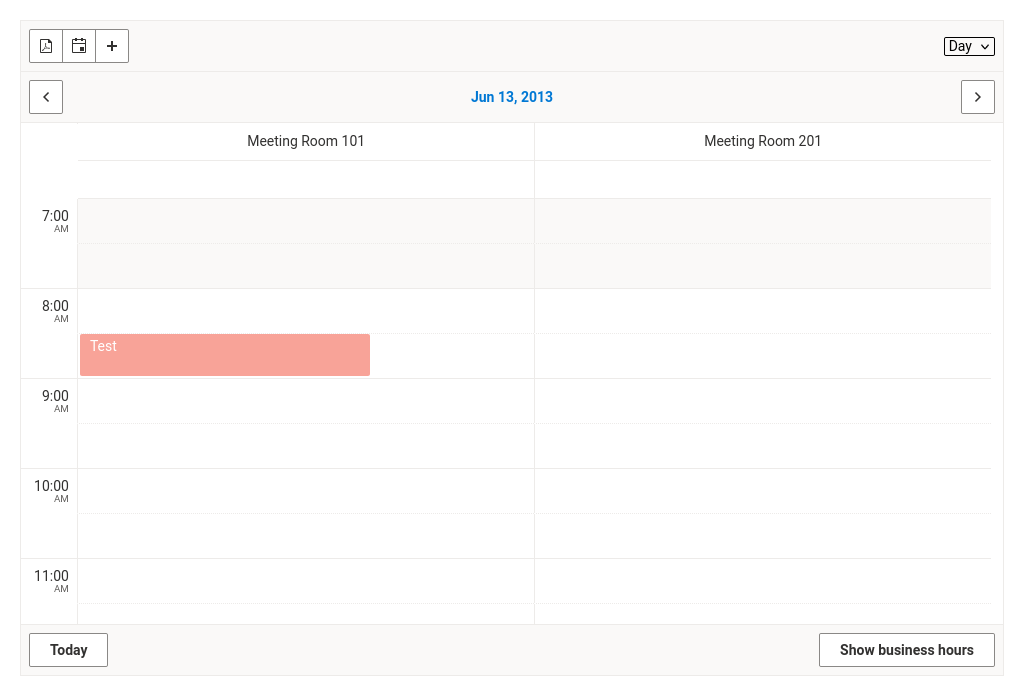 Day
Jun 13, 2013
Meeting Room 101
Meeting Room 201
7:00
AM
8:00
AM
Test
9:00
AM
10:00
AM
11:00
AM
Today
Show business hours